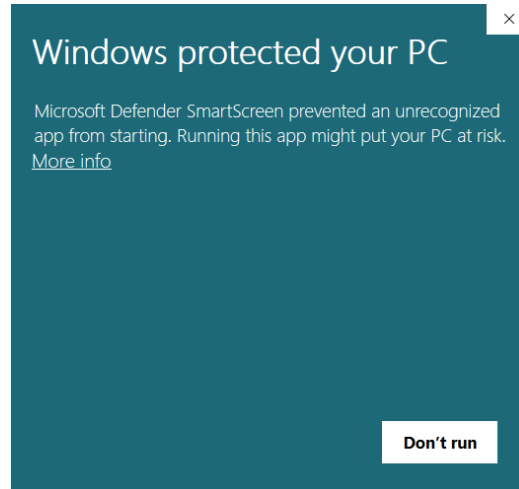 Windows protected your PC
Microsoft Defender SmartScreen prevented an unrecognized
app from starting. Running this app might put your PC at risk.
More info
Don’t run